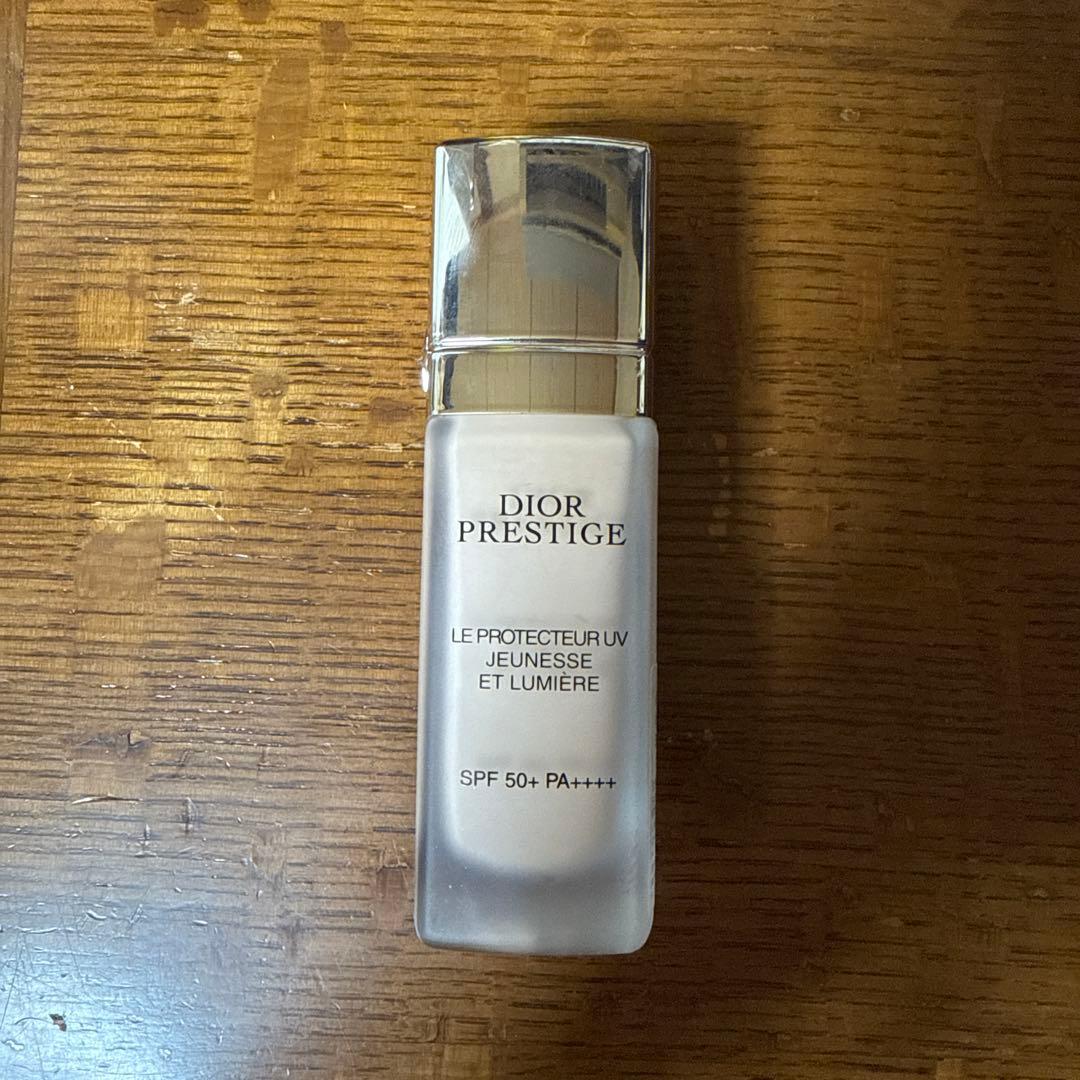 DIOR
PRESTIGE
LE PROTECTEUR UV
JEUNESSE
ET LUMIÈRE
SPF 50+ PA++++